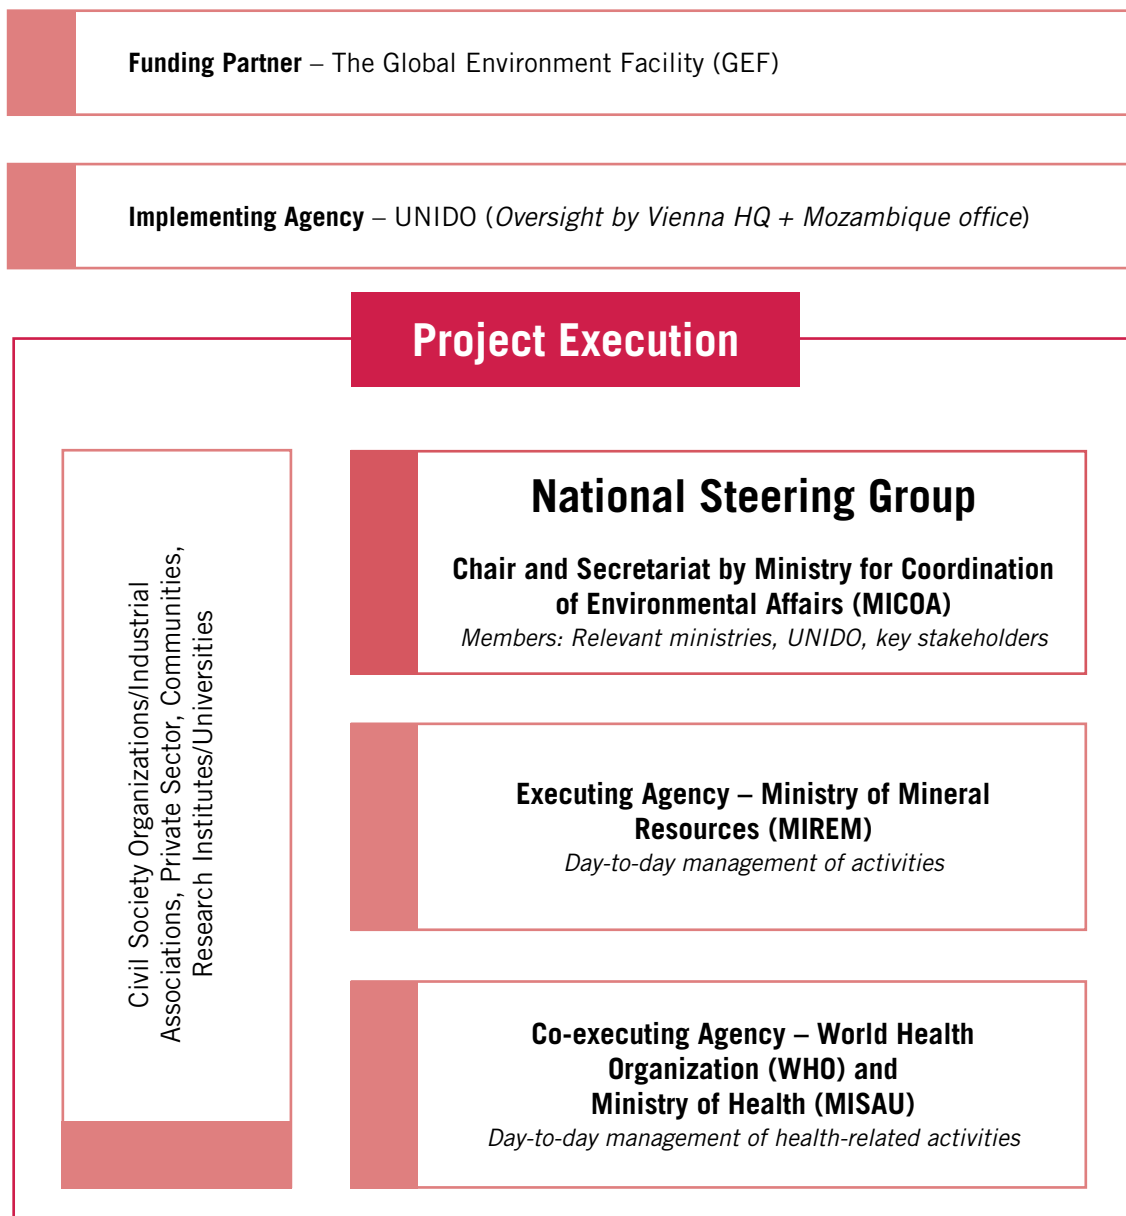 Funding Partner – The Global Environment Facility (GEF)
Implementing Agency – UNIDO (Oversight by Vienna HQ + Mozambique office)
Project Execution
Civil Society Organizations/Industrial
Associations, Private Sector, Communities,
Research Institutes/Universities
National Steering Group
Chair and Secretariat by Ministry for Coordination
of Environmental Affairs (MICOA)
Members: Relevant ministries, UNIDO, key stakeholders
Executing Agency – Ministry of Mineral
Resources (MIREM)
Day-to-day management of activities
Co-executing Agency – World Health
Organization (WHO) and
Ministry of Health (MISAU)
Day-to-day management of health-related activities